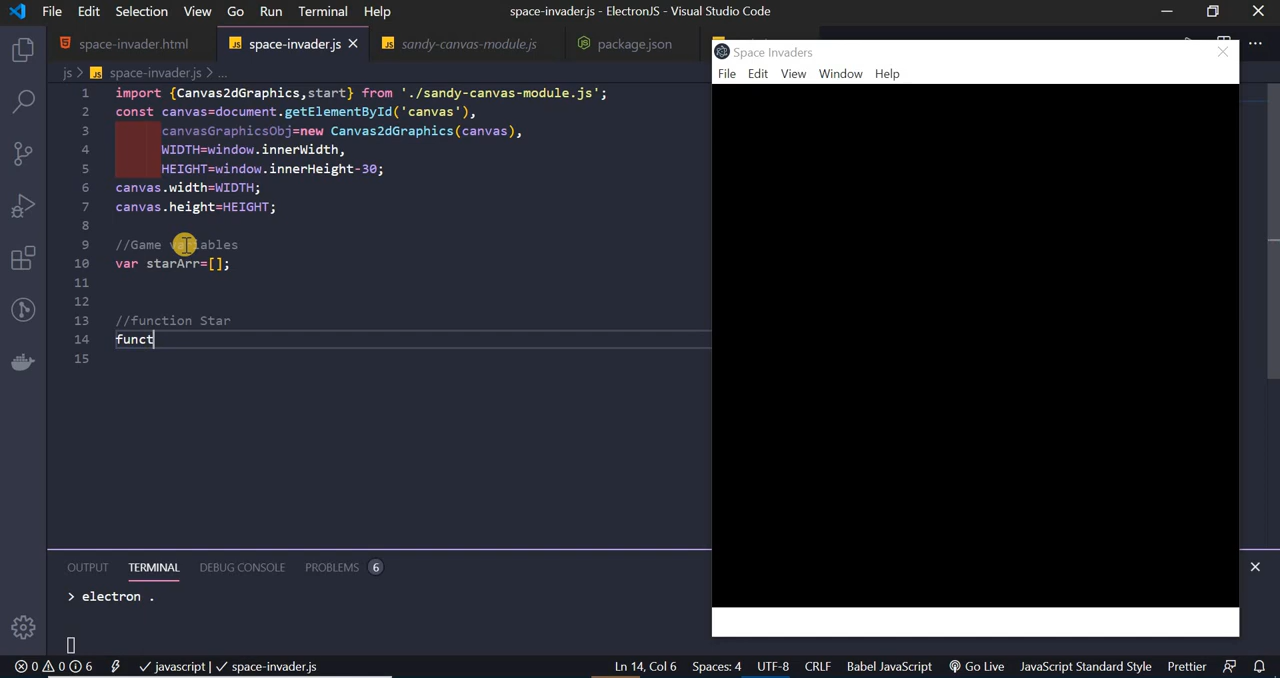 File Edit Selection View Go Run Terminal Help
space-invader.js - ElectronJS - Visual Studio Code
space-invader.html
space-invader.js
sandy-canvas-module.js
package.json
js > space-invader.js > ...
1 import {Canvas2dGraphics,start} from './sandy-canvas-module.js';
2 const canvas=document.getElementById('canvas'),
3 canvasGraphicsObj=new Canvas2dGraphics(canvas),
4 WIDTH=window.innerWidth,
5 HEIGHT=window.innerHeight-30;
6 canvas.width=WIDTH;
7 canvas.height=HEIGHT;
8
9 //Game variables
10 var starArr=[];
11
12
13 //function Star
14 funct
15
Space Invaders
File Edit View Window Help
OUTPUT TERMINAL DEBUG CONSOLE PROBLEMS 6
> electron .
0 0 6 javascript | space-invader.js
Ln 14, Col 6 Spaces: 4 UTF-8 CRLF Babel JavaScript Go Live JavaScript Standard Style Prettier